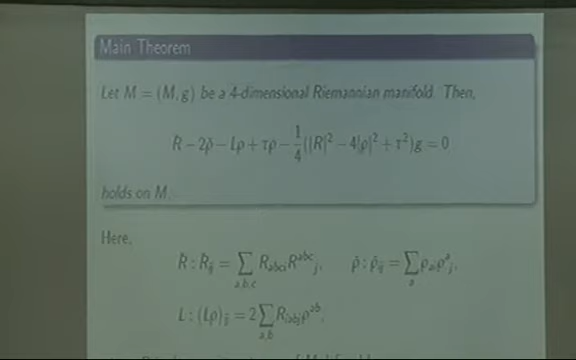 Main Theorem
Let M = (M, g) be a 4-dimensional Riemannian manifold. Then,
Ř − 2ρ̌ − Lρ + τρ − 1/4(|R|² − 4|ρ|² + τ²)g = 0
holds on M.
Here,
Ř : Ř_ij = ∑_{a,b,c} R_abci R^abc_j, ρ̌ : ρ̌_ij = ∑_a ρ_ai ρ^a_j,
L : (Lρ)_ij = 2 ∑_{a,b} R_iabj ρ^ab,